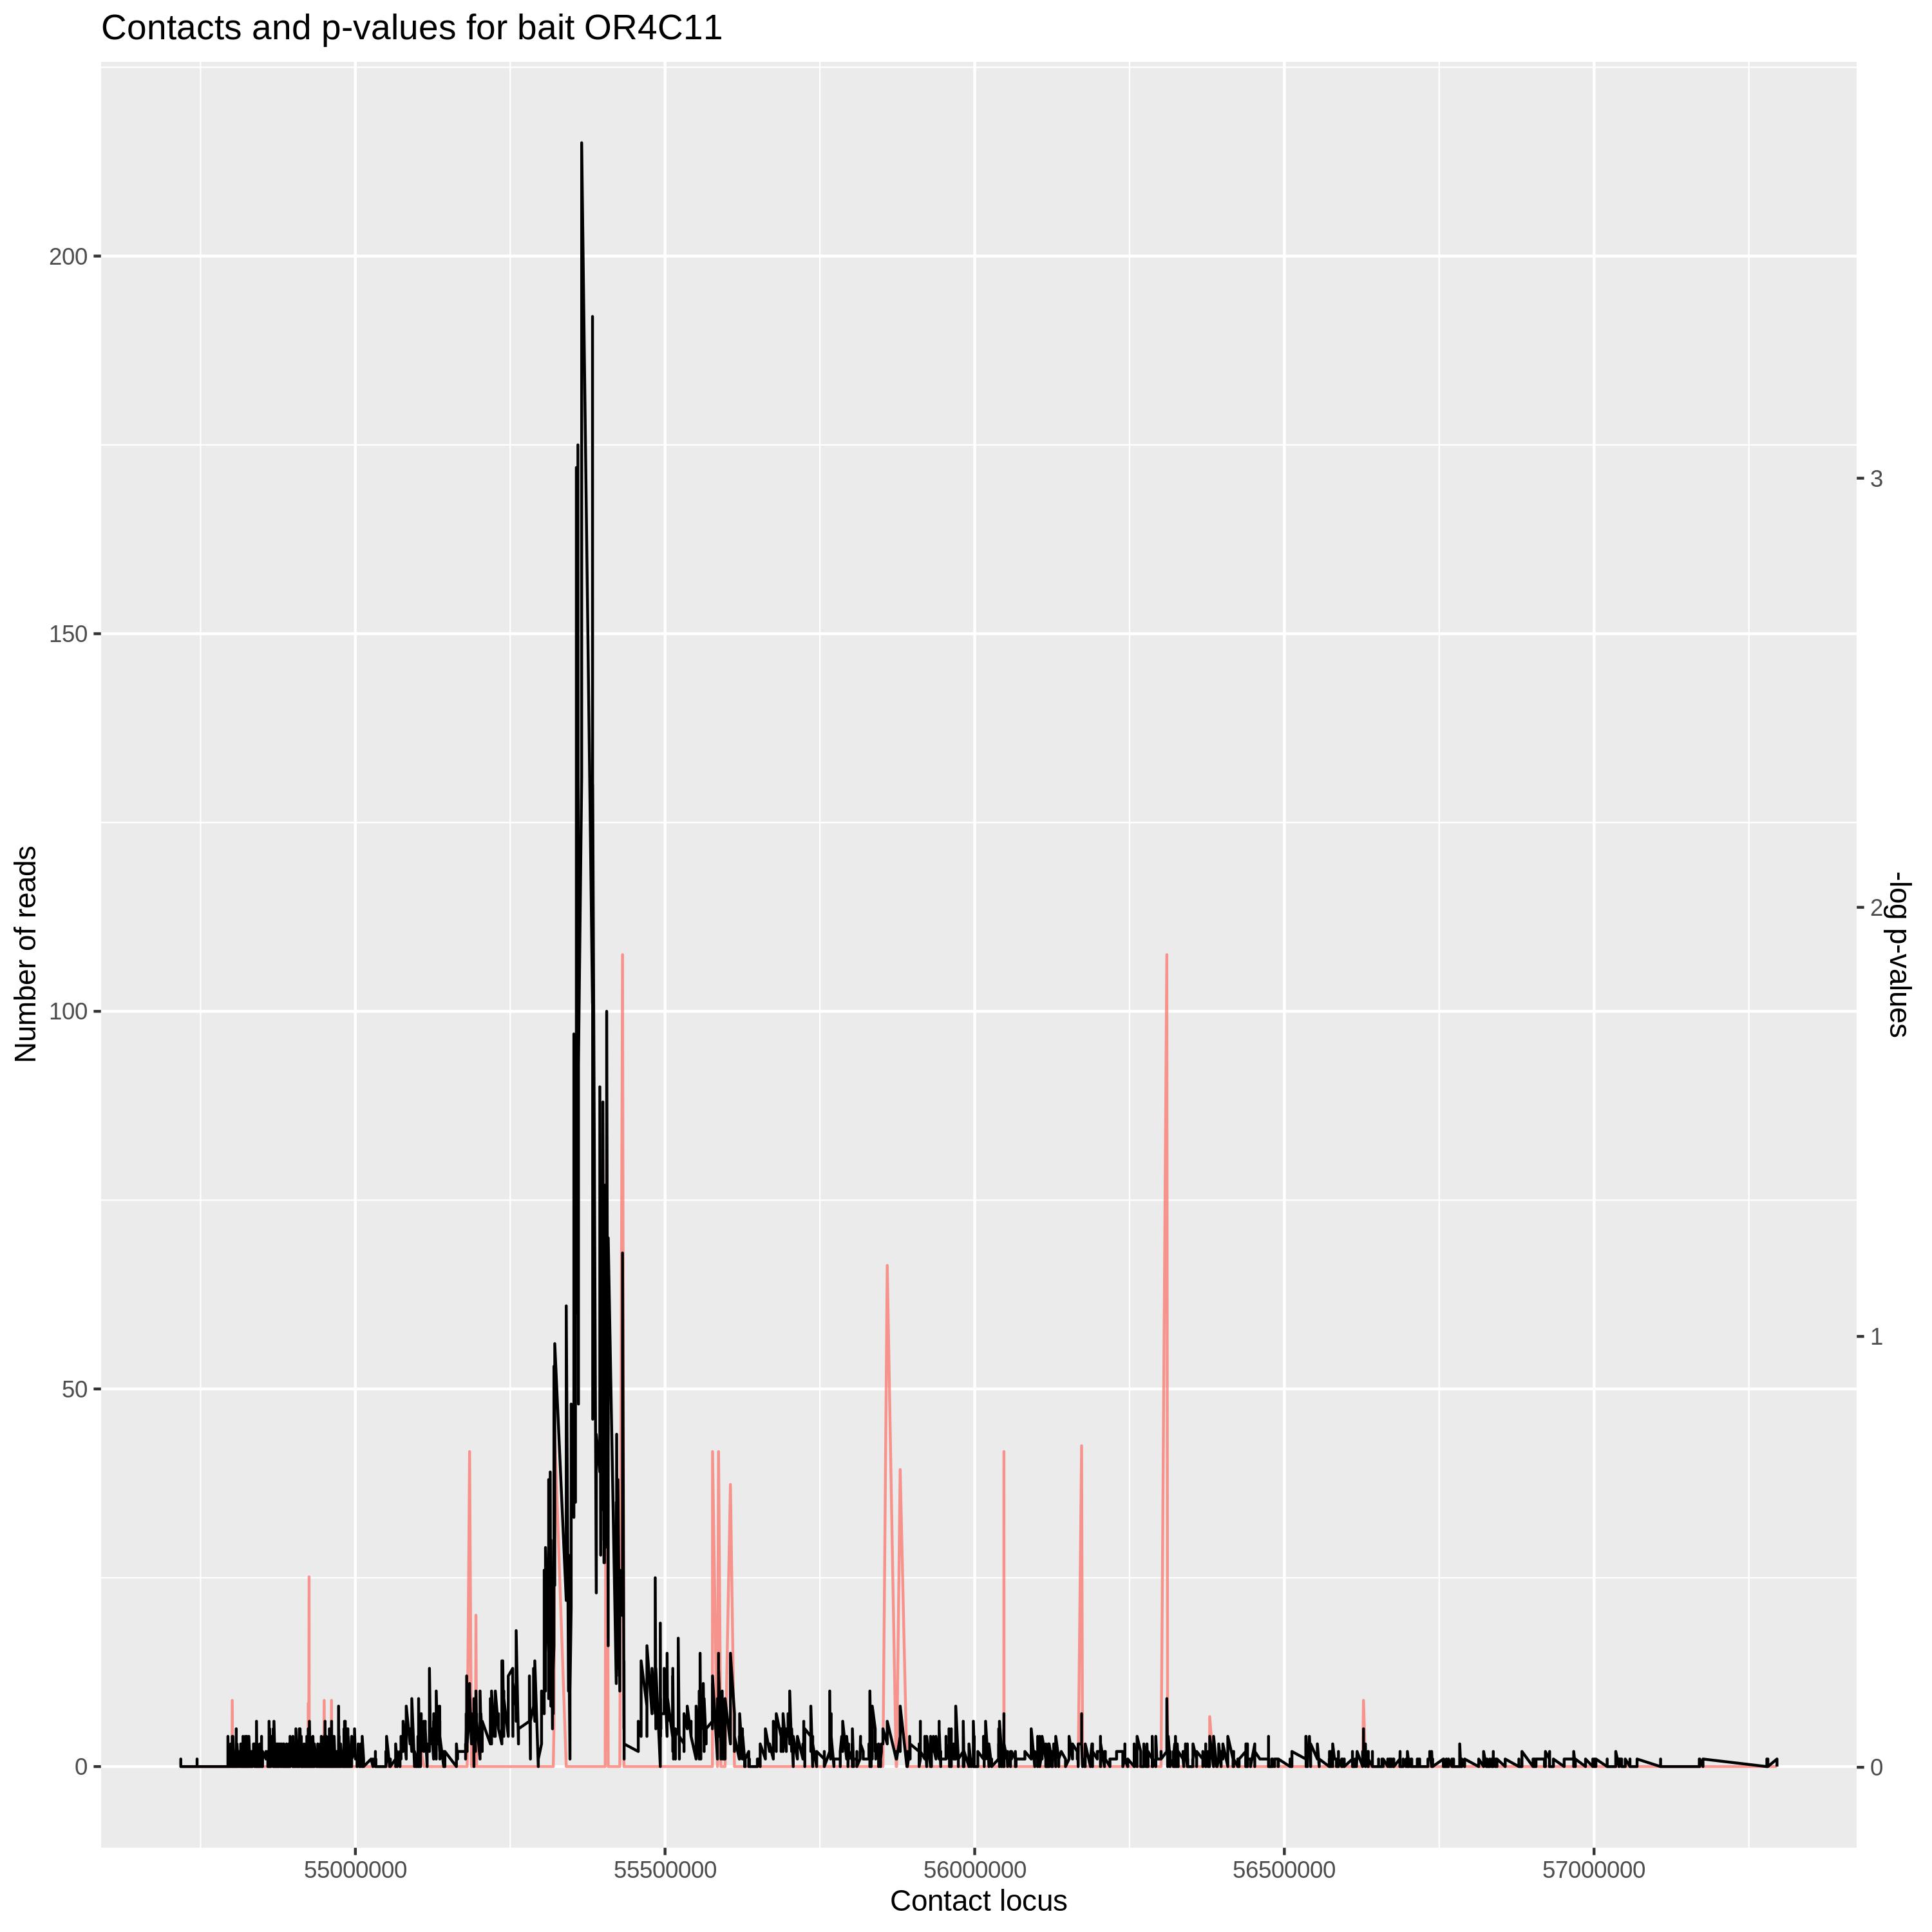 Contacts and p-values for bait OR4C11
200
150
100
50
0
Number of reads
3
2
1
0
-log p-values
55000000 55500000 56000000 56500000 57000000
Contact locus